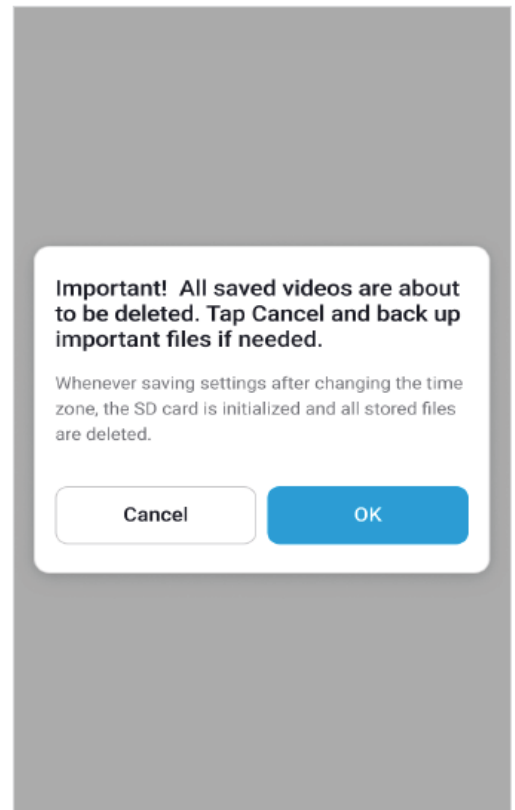 Important!  All saved videos are about
to be deleted. Tap Cancel and back up
important files if needed.
Whenever saving settings after changing the time
zone, the SD card is initialized and all stored files
are deleted.
Cancel
OK